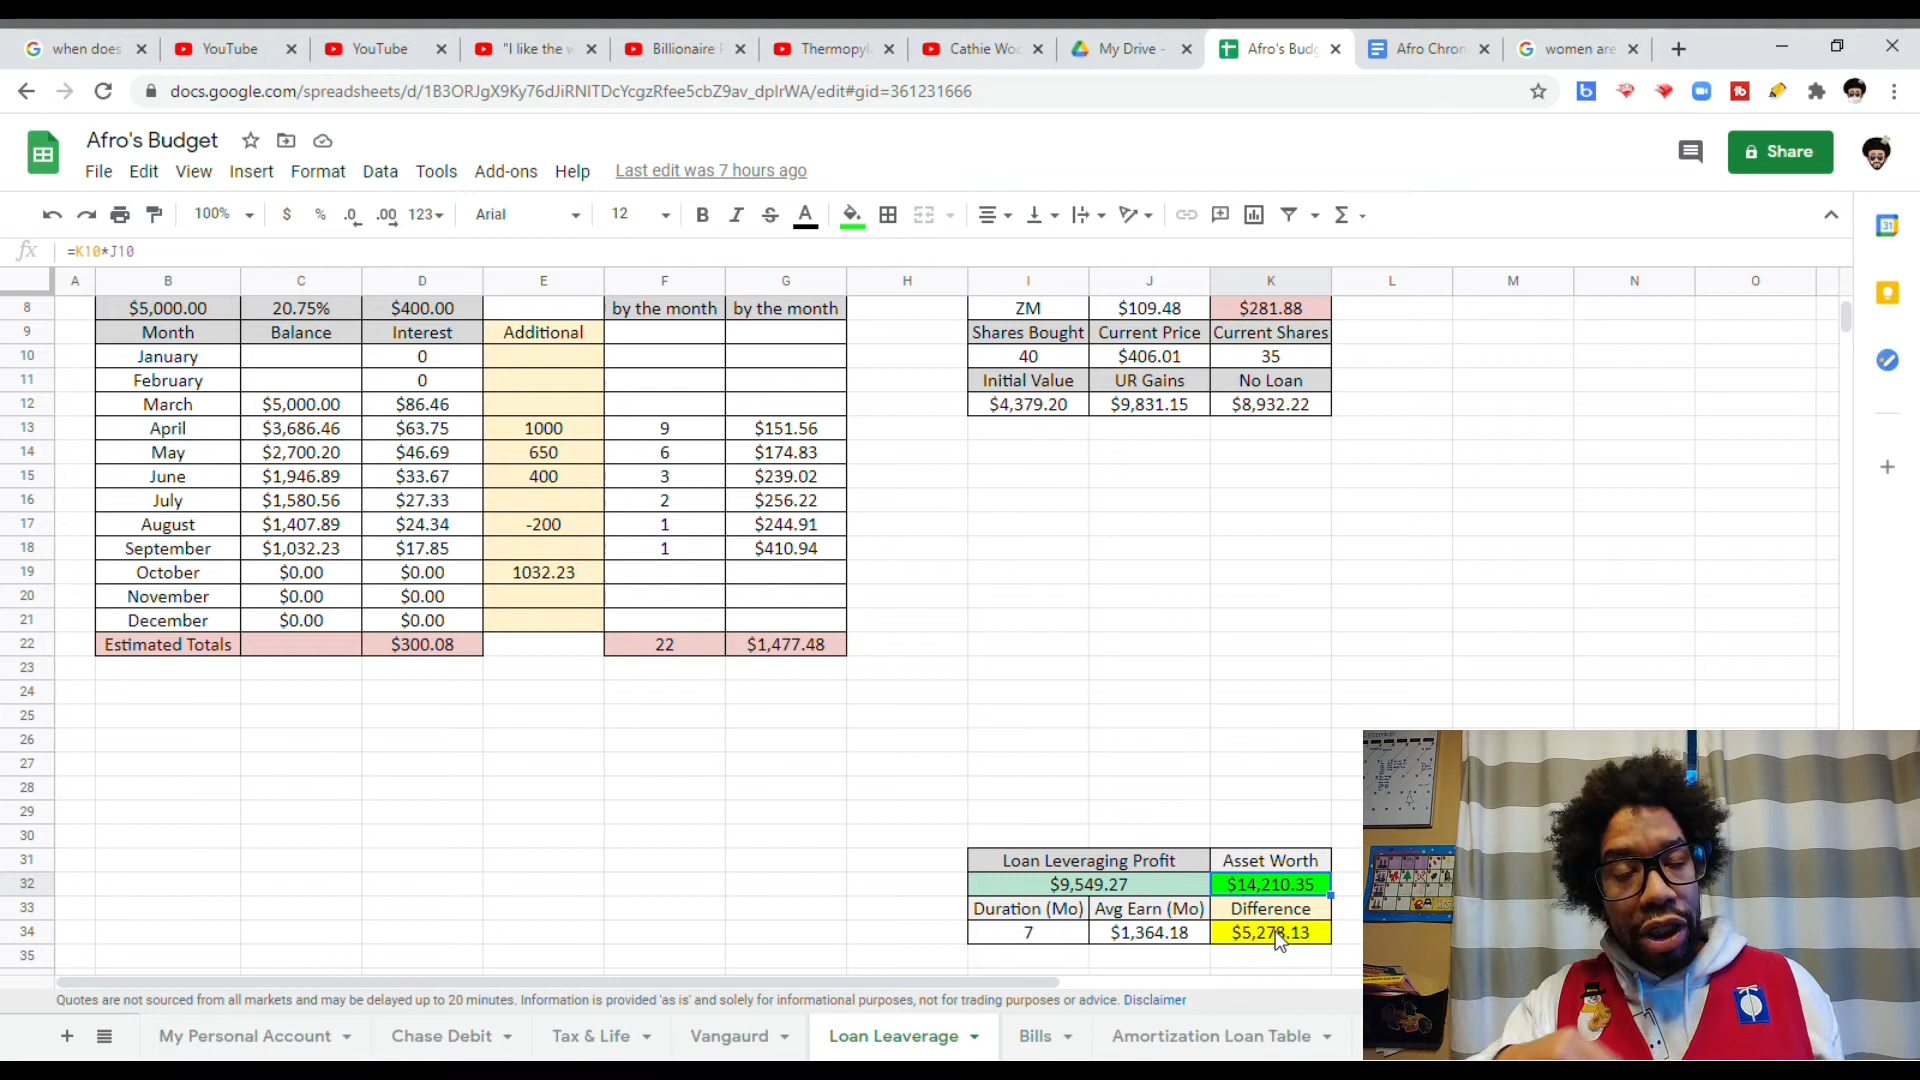 when does
YouTube
YouTube
"I like the w
Billionaire
Thermopyl
Cathie Woo
My Drive -
Afro's Budg
Afro Chron
women are
docs.google.com/spreadsheets/d/1B3ORJgX9Ky76dJiRNITDcYcgzRfee5cbZ9av_dpIrWA/edit#gid=361231666
Afro's Budget
File Edit View Insert Format Data Tools Add-ons Help Last edit was 7 hours ago
Share
100% $ % .0 .00 123 Arial 12 B I S A
fx =K10*J10
A B C D E F G H I J K L M N O
8 $5,000.00 20.75% $400.00 by the month by the month ZM $109.48 $281.88
9 Month Balance Interest Additional Shares Bought Current Price Current Shares
10 January 0 40 $406.01 35
11 February 0 Initial Value UR Gains No Loan
12 March $5,000.00 $86.46 $4,379.20 $9,831.15 $8,932.22
13 April $3,686.46 $63.75 1000 9 $151.56
14 May $2,700.20 $46.69 650 6 $174.83
15 June $1,946.89 $33.67 400 3 $239.02
16 July $1,580.56 $27.33 2 $256.22
17 August $1,407.89 $24.34 -200 1 $244.91
18 September $1,032.23 $17.85 1 $410.94
19 October $0.00 $0.00 1032.23
20 November $0.00 $0.00
21 December $0.00 $0.00
22 Estimated Totals $300.08 22 $1,477.48
23
24
25
26
27
28
29
30
31 Loan Leveraging Profit Asset Worth
32 $9,549.27 $14,210.35
33 Duration (Mo) Avg Earn (Mo) Difference
34 7 $1,364.18 $5,278.13
35
Quotes are not sourced from all markets and may be delayed up to 20 minutes. Information is provided 'as is' and solely for informational purposes, not for trading purposes or advice. Disclaimer
My Personal Account Chase Debit Tax & Life Vangaurd Loan Leaverage Bills Amortization Loan Table